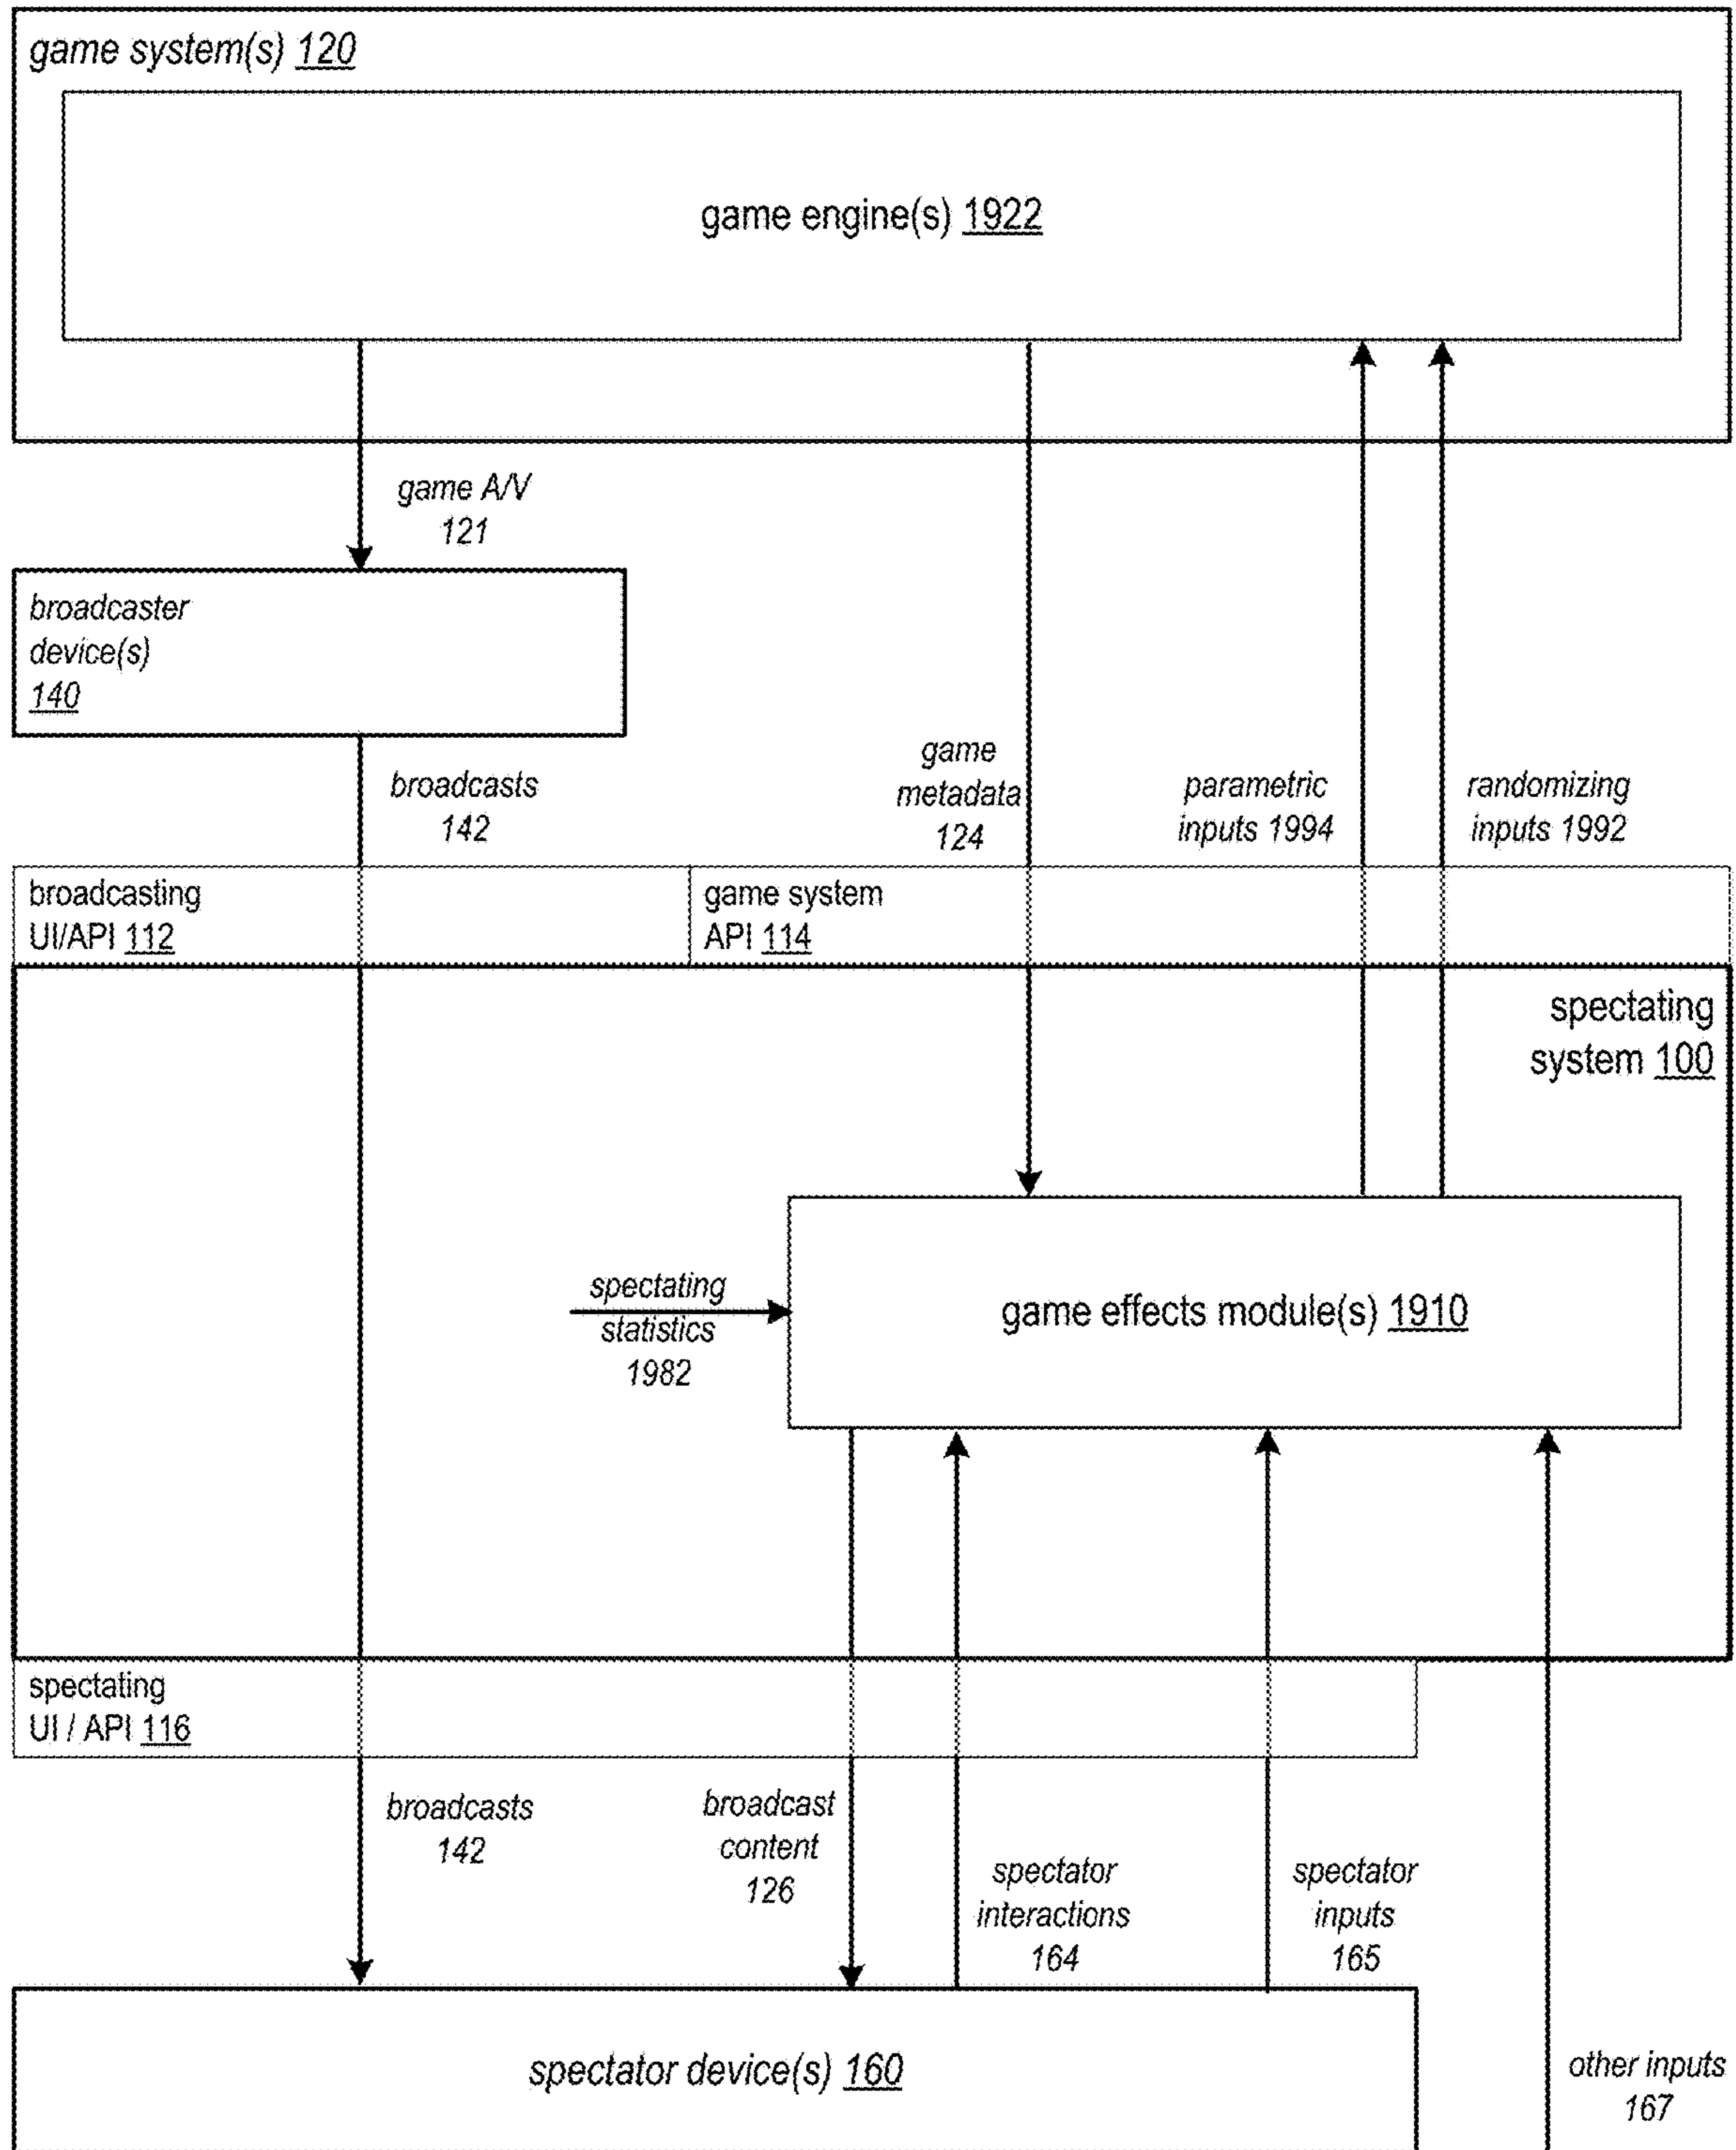 game system(s) 120
game engine(s) 1922
game A/V
121
broadcaster
device(s)
140
broadcasts
142
game
metadata
124
parametric
inputs 1994
randomizing
inputs 1992
broadcasting
UI/API 112
game system
API 114
spectating
system 100
spectating
statistics
1982
game effects module(s) 1910
spectating
UI / API 116
broadcasts
142
broadcast
content
126
spectator
interactions
164
spectator
inputs
165
spectator device(s) 160
other inputs
167